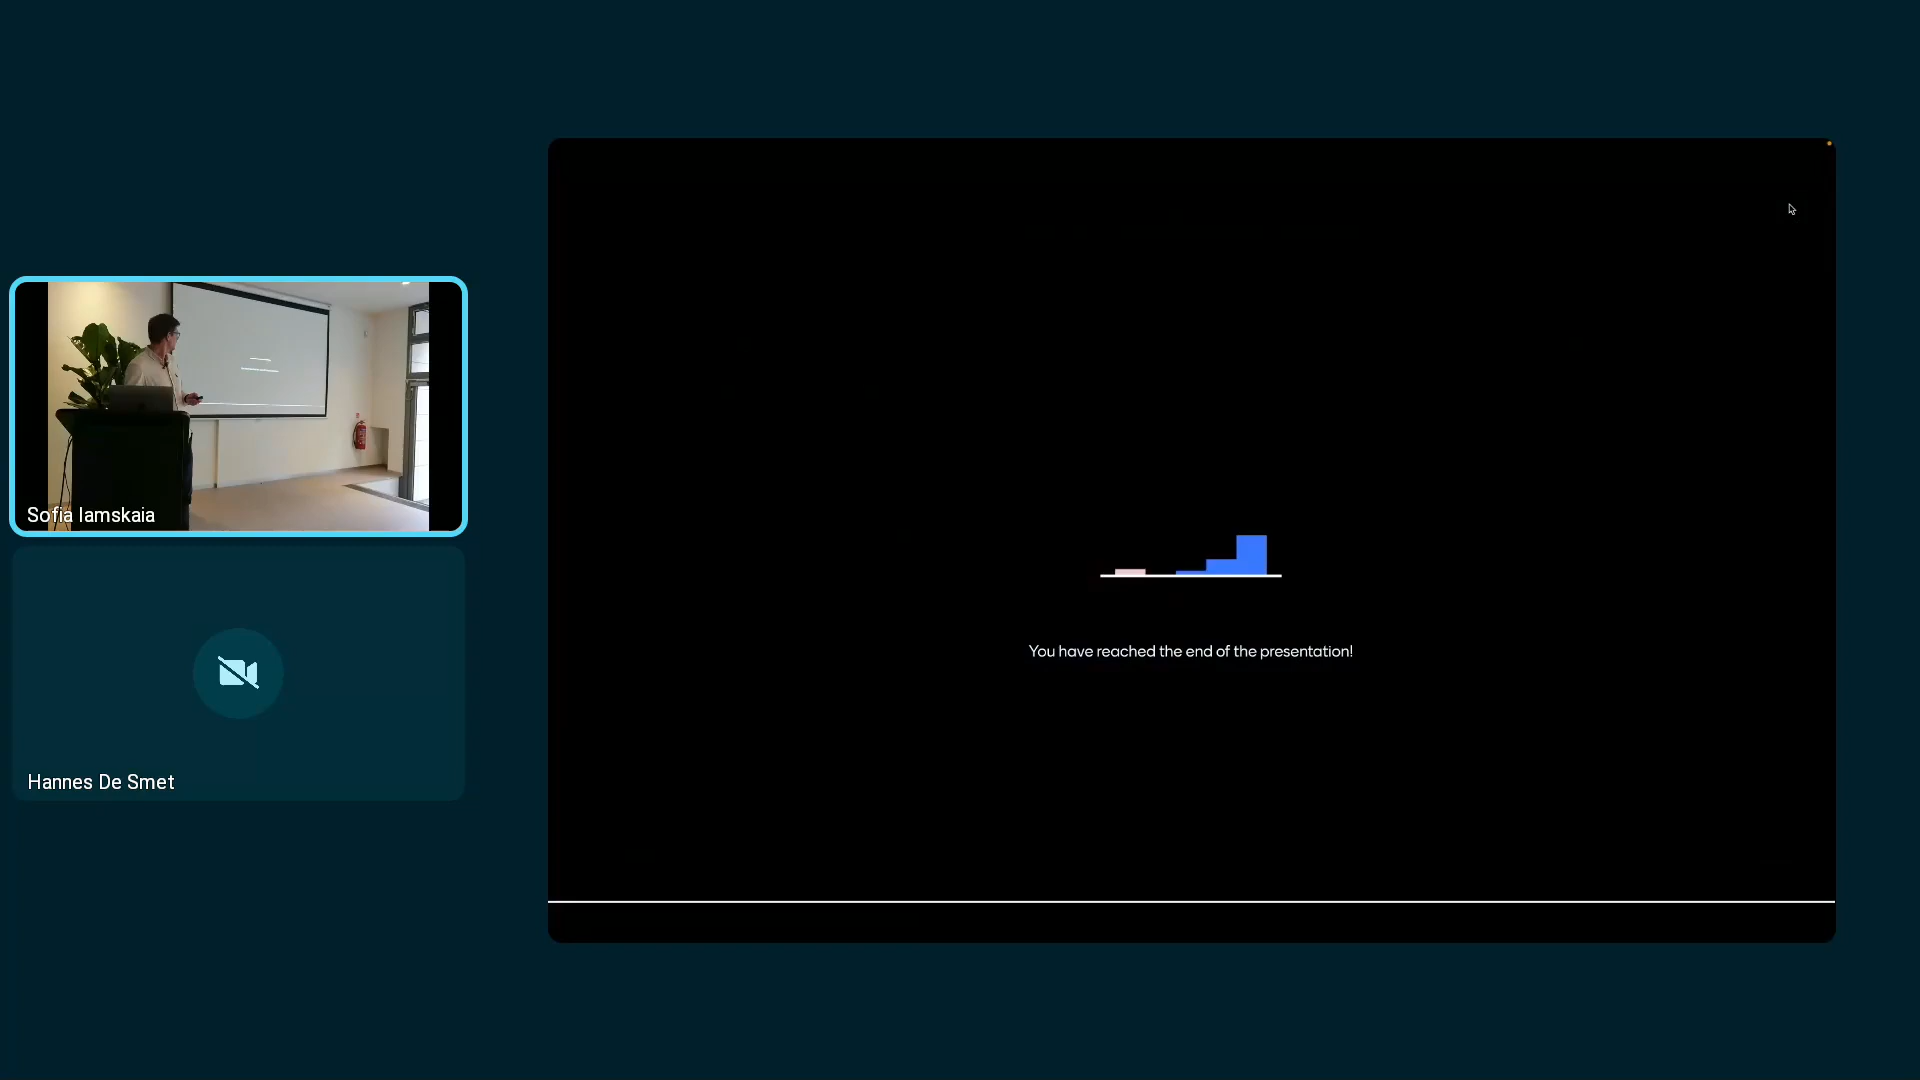 Sofia Iamskaia
Hannes De Smet
You have reached the end of the presentation!